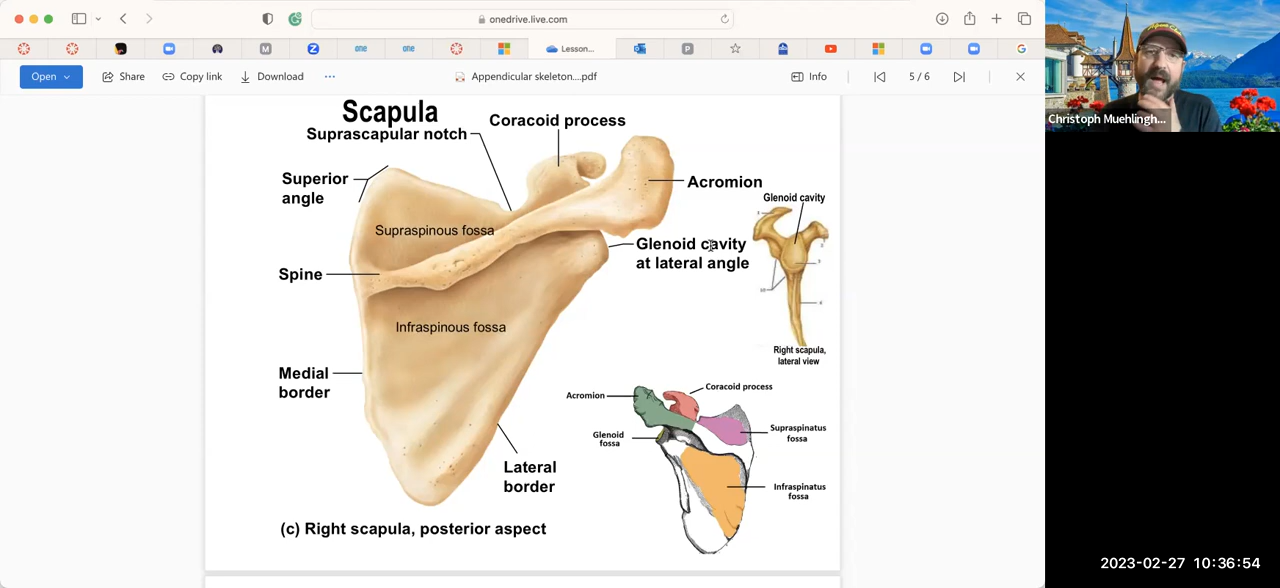 onedrive.live.com
Z
M
one
one
Lesson...
P
G
Open
Share
Copy link
Download
Appendicular skeleton....pdf
Info
5 / 6
Christoph Muehlingh...
Scapula
Suprascapular notch
Coracoid process
Superior
angle
Acromion
Glenoid cavity
Supraspinous fossa
Glenoid cavity
at lateral angle
Spine
Infraspinous fossa
Right scapula,
lateral view
Medial
border
Coracoid process
Acromion
Glenoid
fossa
Supraspinatus
fossa
Lateral
border
Infraspinatus
fossa
(c) Right scapula, posterior aspect
2023-02-27 10:36:54